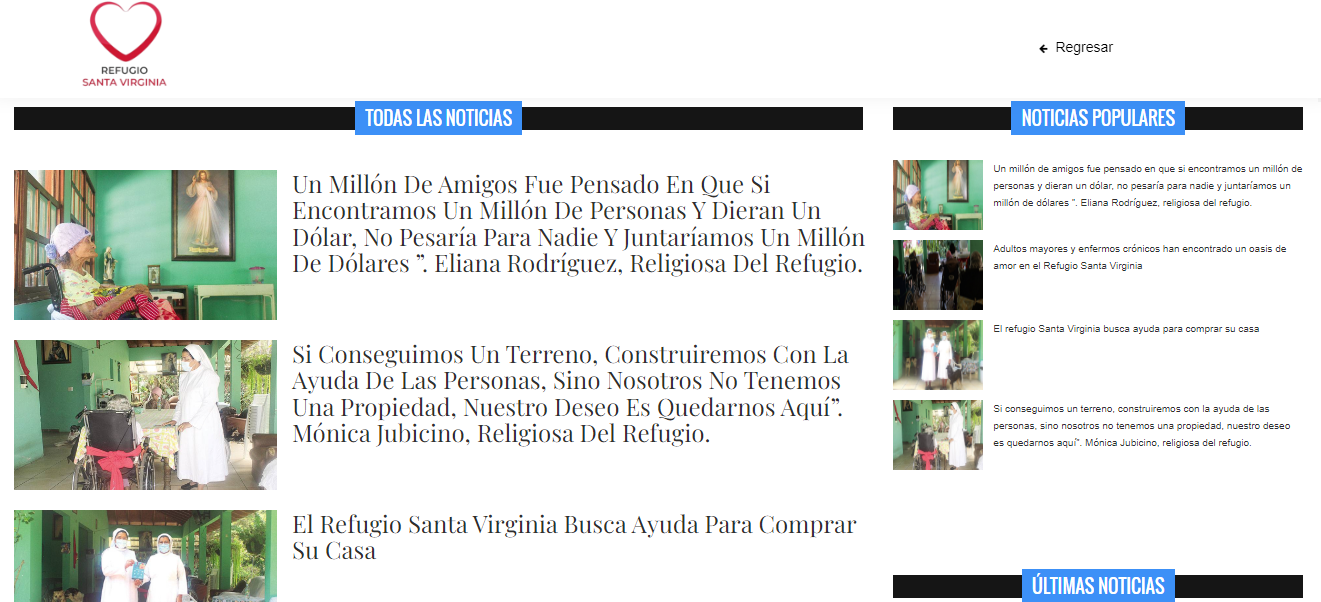 REFUGIO
SANTA VIRGINIA
Regresar
TODAS LAS NOTICIAS
Un Millón De Amigos Fue Pensado En Que Si
Encontramos Un Millón De Personas Y Dieran Un
Dólar, No Pesaría Para Nadie Y Juntaríamos Un Millón
De Dólares ”. Eliana Rodríguez, Religiosa Del Refugio.
Si Conseguimos Un Terreno, Construiremos Con La
Ayuda De Las Personas, Sino Nosotros No Tenemos
Una Propiedad, Nuestro Deseo Es Quedarnos Aquí”.
Mónica Jubicino, Religiosa Del Refugio.
El Refugio Santa Virginia Busca Ayuda Para Comprar
Su Casa
NOTICIAS POPULARES
Un millón de amigos fue pensado en que si encontramos un millón de
personas y dieran un dólar, no pesaría para nadie y juntaríamos un
millón de dólares ”. Eliana Rodríguez, religiosa del refugio.
Adultos mayores y enfermos crónicos han encontrado un oasis de
amor en el Refugio Santa Virginia
El refugio Santa Virginia busca ayuda para comprar su casa
Si conseguimos un terreno, construiremos con la ayuda de las
personas, sino nosotros no tenemos una propiedad, nuestro deseo
es quedarnos aquí”. Mónica Jubicino, religiosa del refugio.
ÚLTIMAS NOTICIAS